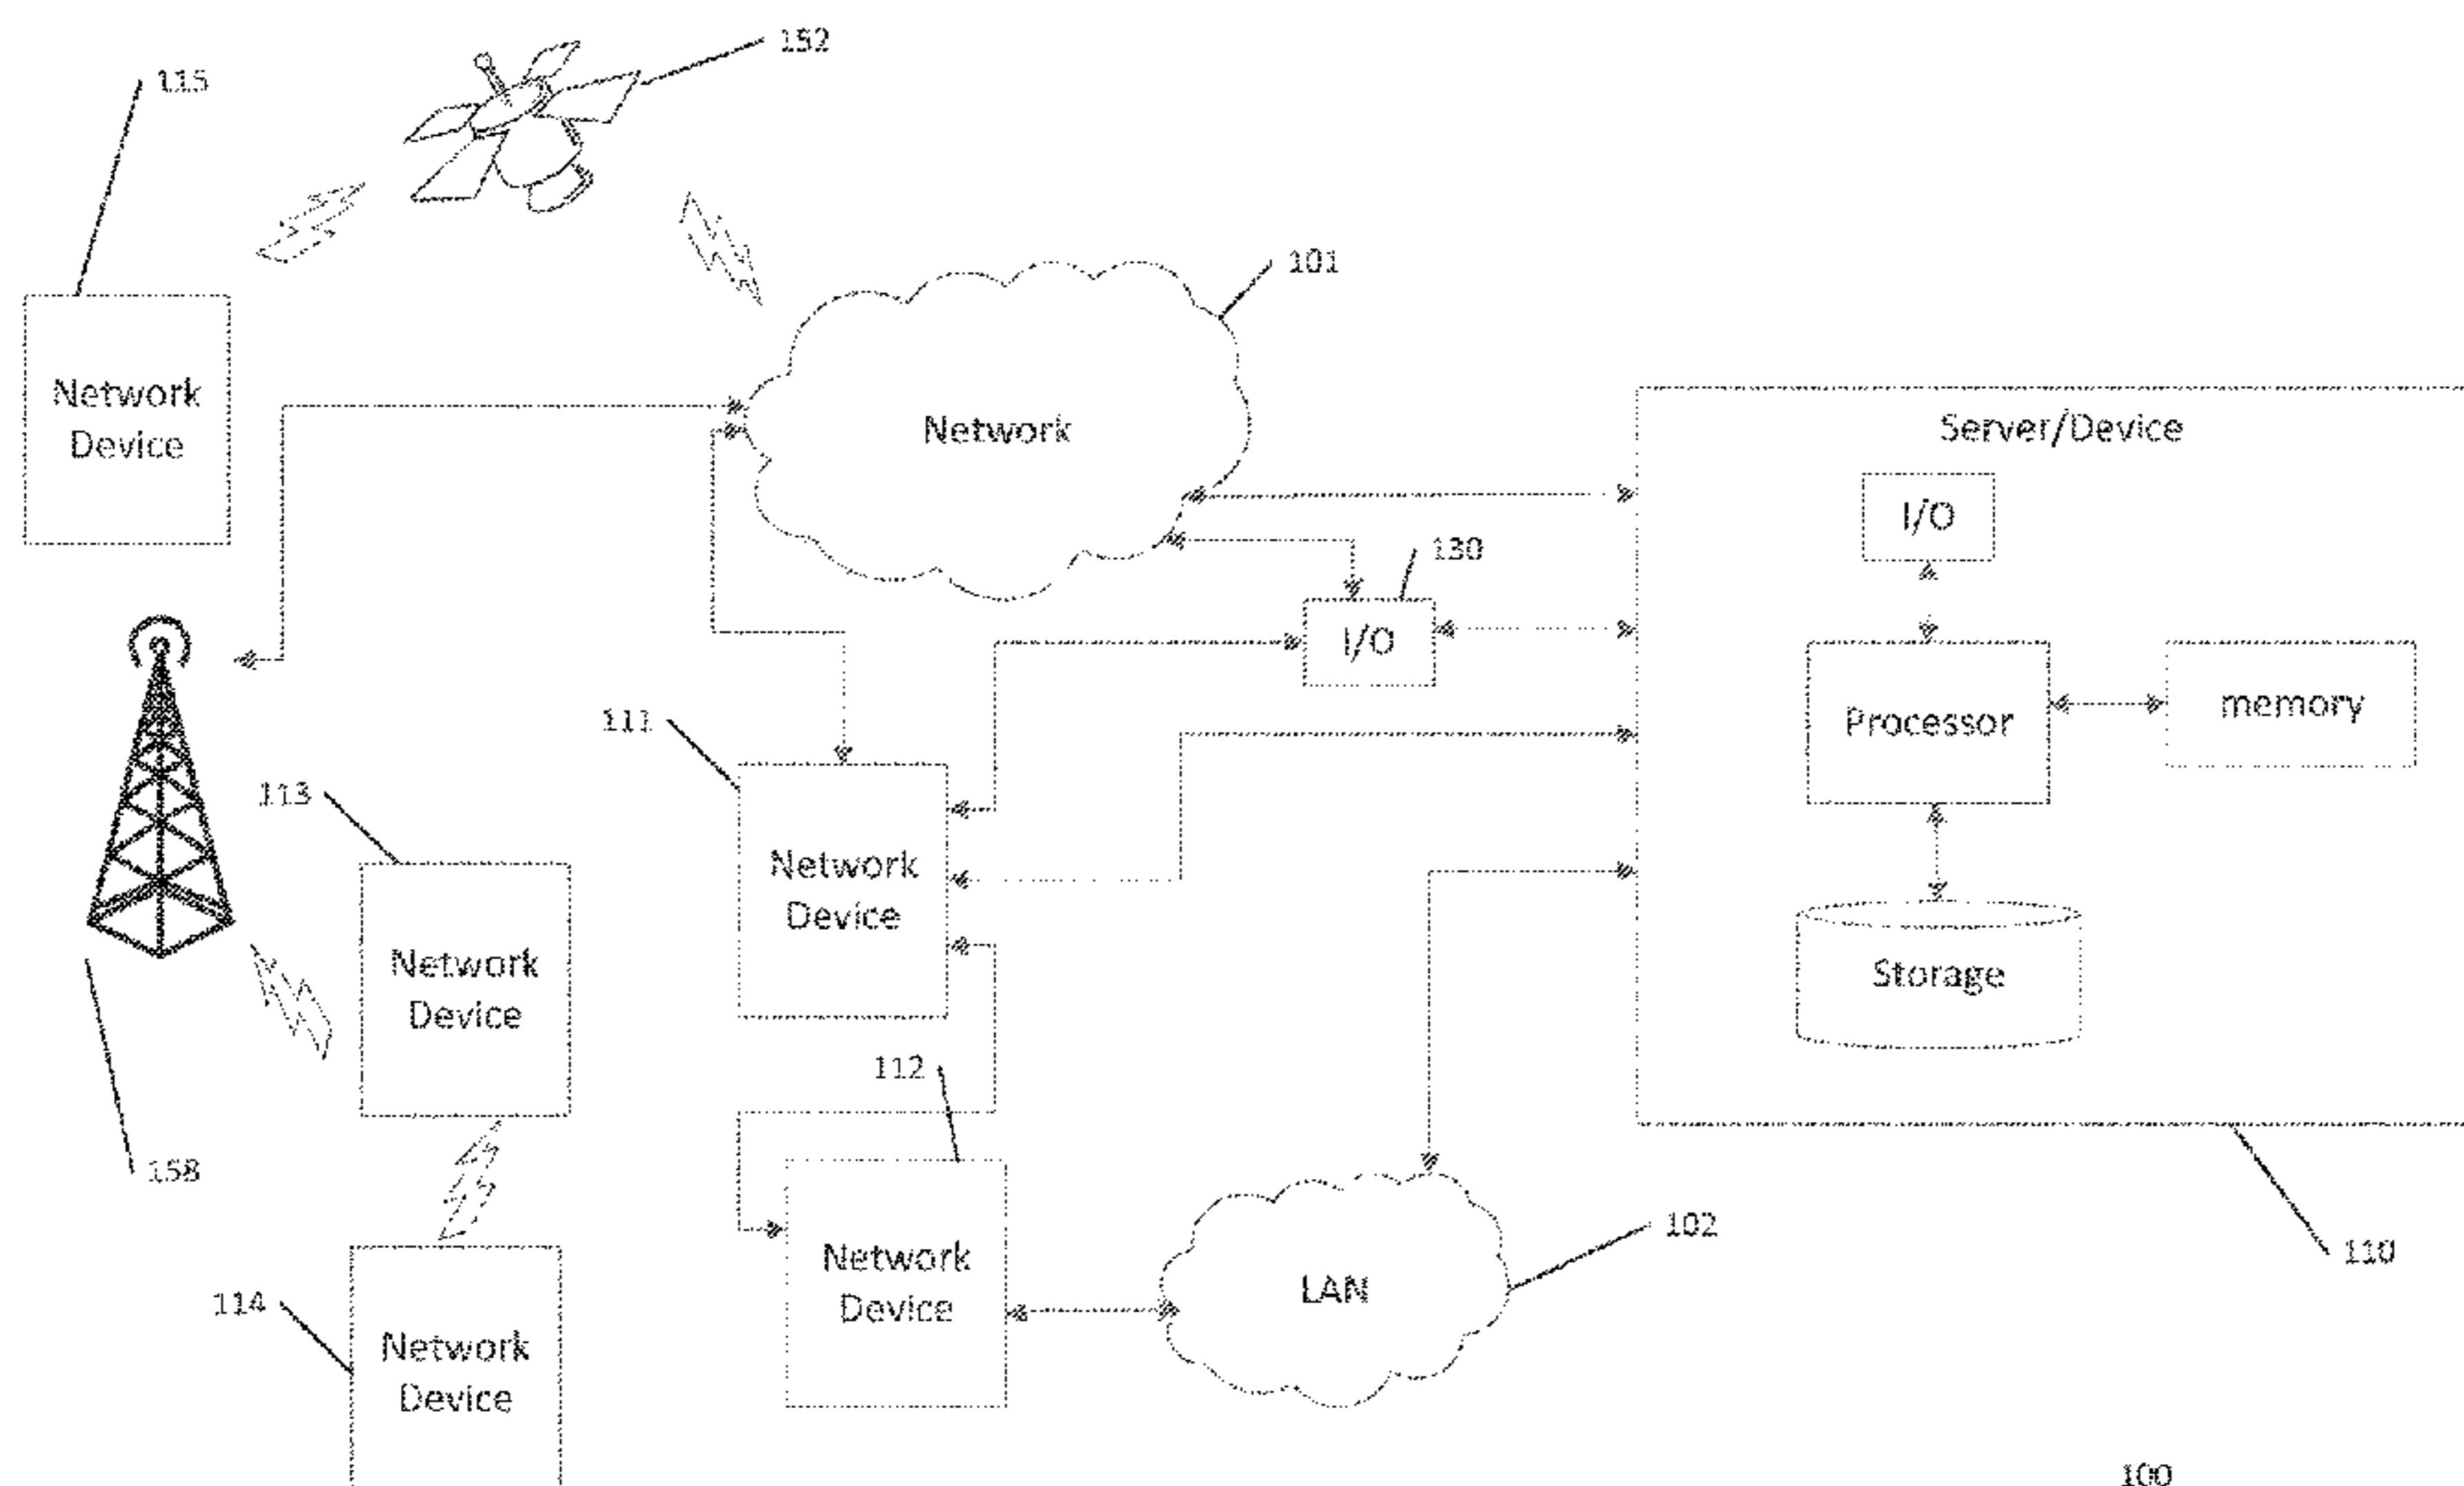 152
115
101
Network
Device
Network
Server/Device
I/O
130
I/O
111
Processor
memory
113
Network
Device
Network
Device
Storage
112
158
102
110
Network
Device
LAN
114
Network
Device
100